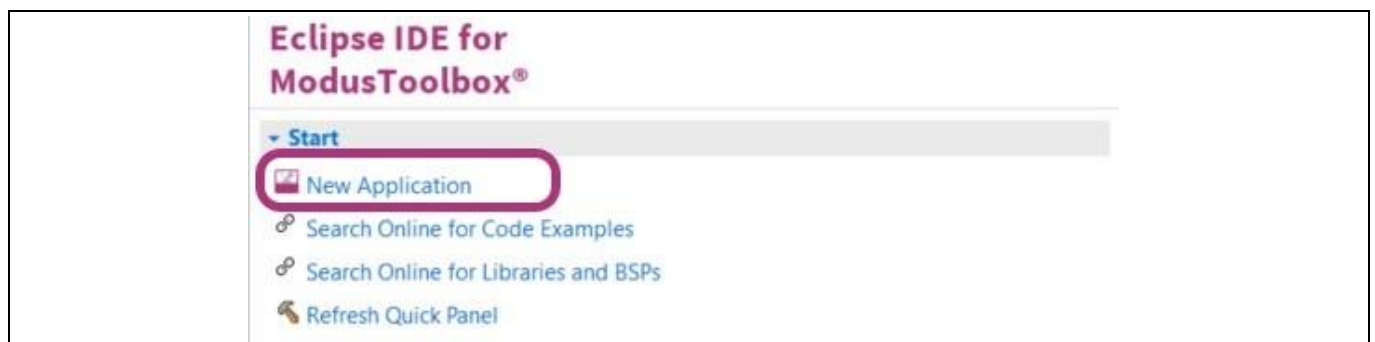 Eclipse IDE for
ModusToolbox®
Start
New Application
Search Online for Code Examples
Search Online for Libraries and BSPs
Refresh Quick Panel